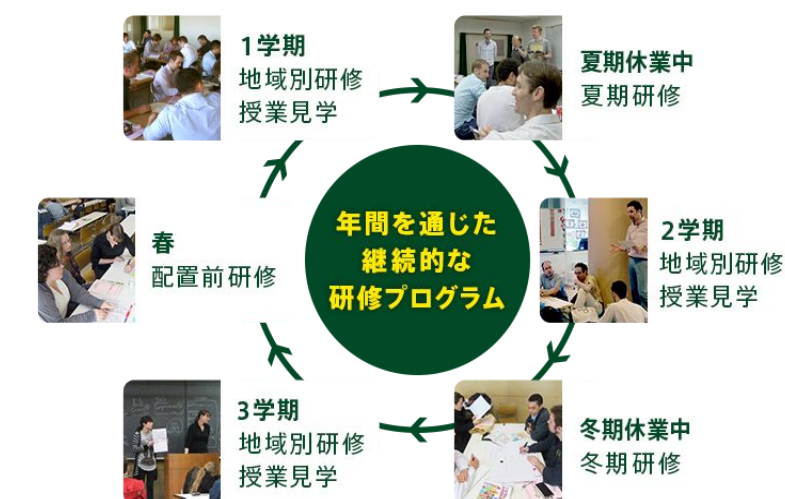 1学期
地域別研修
授業見学
夏期休業中
夏期研修
2学期
地域別研修
授業見学
冬期休業中
冬期研修
3学期
地域別研修
授業見学
春
配置前研修
年間を通じた
継続的な
研修プログラム